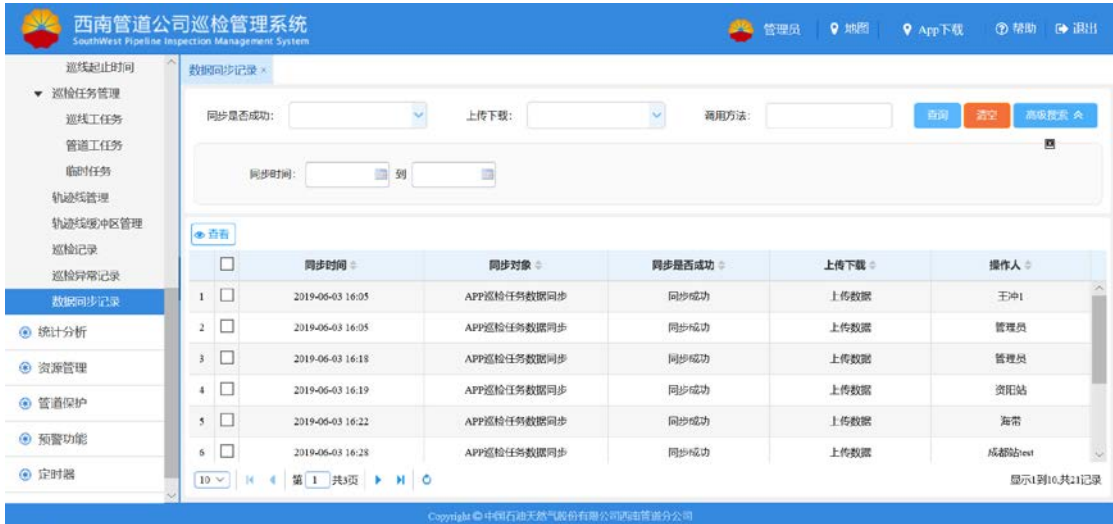 西南管道公司巡检管理系统
SouthWest Pipeline Inspection Management System
管理员 地图 App下载 帮助 退出
巡线起止时间
巡检任务管理
巡线工任务
管道工任务
临时任务
轨迹线管理
轨迹线缓冲区管理
巡检记录
巡检异常记录
数据同步记录
统计分析
资源管理
管道保护
预警功能
定时器
数据同步记录 ×
同步是否成功: 上传下载: 调用方法: 查询 清空 高级搜索
同步时间: 到
查看
同步时间 同步对象 同步是否成功 上传下载 操作人
1 2019-06-03 16:05 APP巡检任务数据同步 同步成功 上传数据 王冲1
2 2019-06-03 16:05 APP巡检任务数据同步 同步成功 上传数据 管理员
3 2019-06-03 16:18 APP巡检任务数据同步 同步成功 上传数据 管理员
4 2019-06-03 16:19 APP巡检任务数据同步 同步成功 上传数据 资阳站
5 2019-06-03 16:22 APP巡检任务数据同步 同步成功 上传数据 海带
6 2019-06-03 16:28 APP巡检任务数据同步 同步成功 上传数据 成都站test
10 第 1 共3页 显示1到10,共21记录
Copyright © 中国石油天然气股份有限公司西南管道分公司